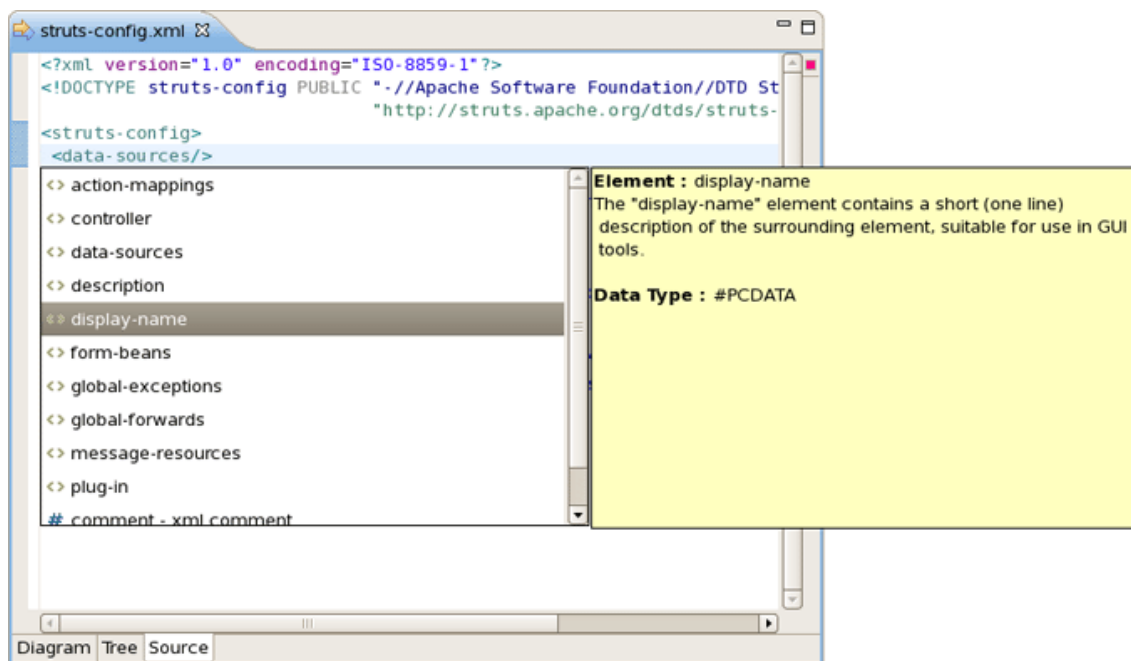 struts-config.xml
<?xml version="1.0" encoding="ISO-8859-1"?>
<!DOCTYPE struts-config PUBLIC "-//Apache Software Foundation//DTD St
"http://struts.apache.org/dtds/struts-
<struts-config>
<data-sources/>
<> action-mappings
<> controller
<> data-sources
<> description
<> display-name
<> form-beans
<> global-exceptions
<> global-forwards
<> message-resources
<> plug-in
# comment - xml comment
Element : display-name
The "display-name" element contains a short (one line)
description of the surrounding element, suitable for use in GUI
tools.
Data Type : #PCDATA
Diagram Tree Source